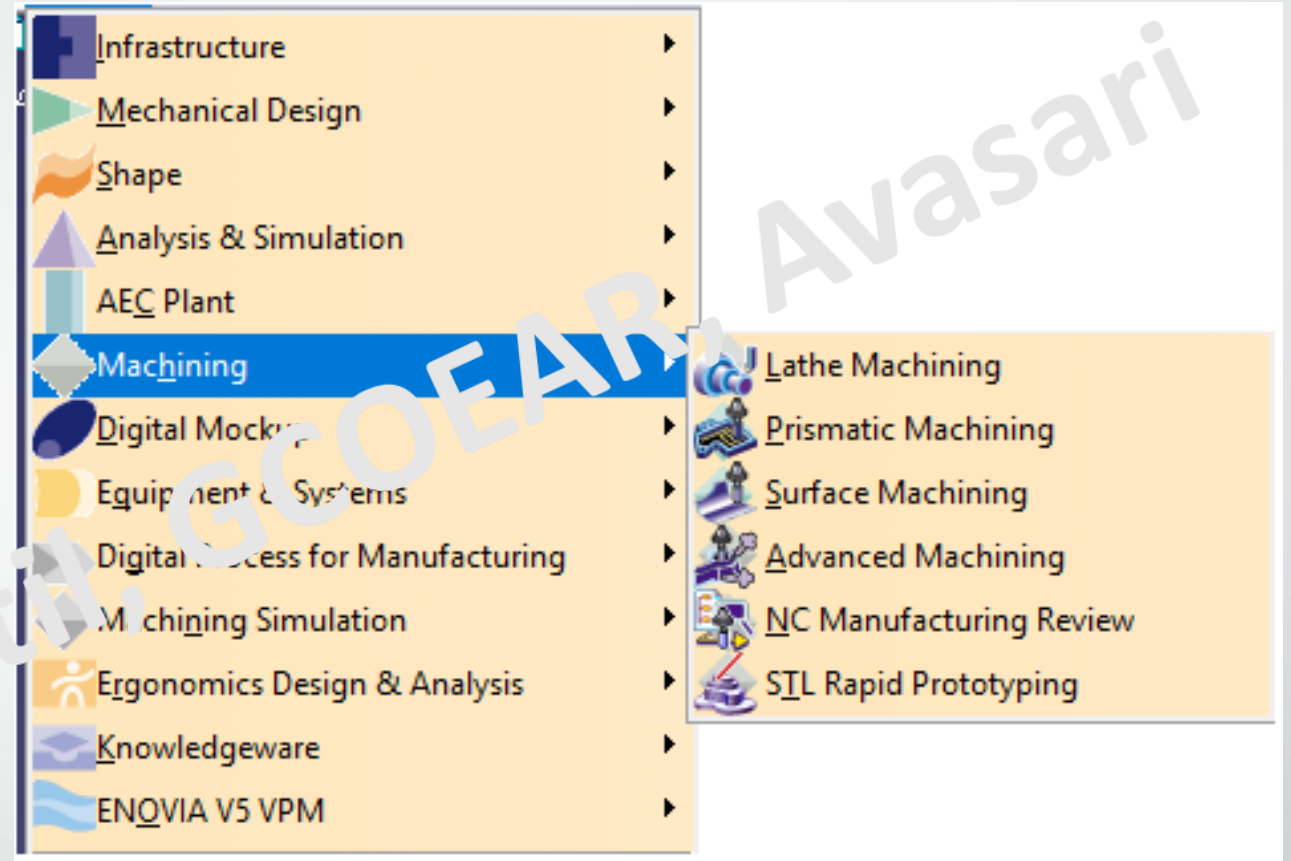 Infrastructure
Mechanical Design
Shape
Analysis & Simulation
AEC Plant
Machining
Digital Mockup
Equipment & Systems
Digital Process for Manufacturing
Machining Simulation
Ergonomics Design & Analysis
Knowledgeware
ENOVIA V5 VPM
Lathe Machining
Prismatic Machining
Surface Machining
Advanced Machining
NC Manufacturing Review
STL Rapid Prototyping
GCOEAR, Avasari